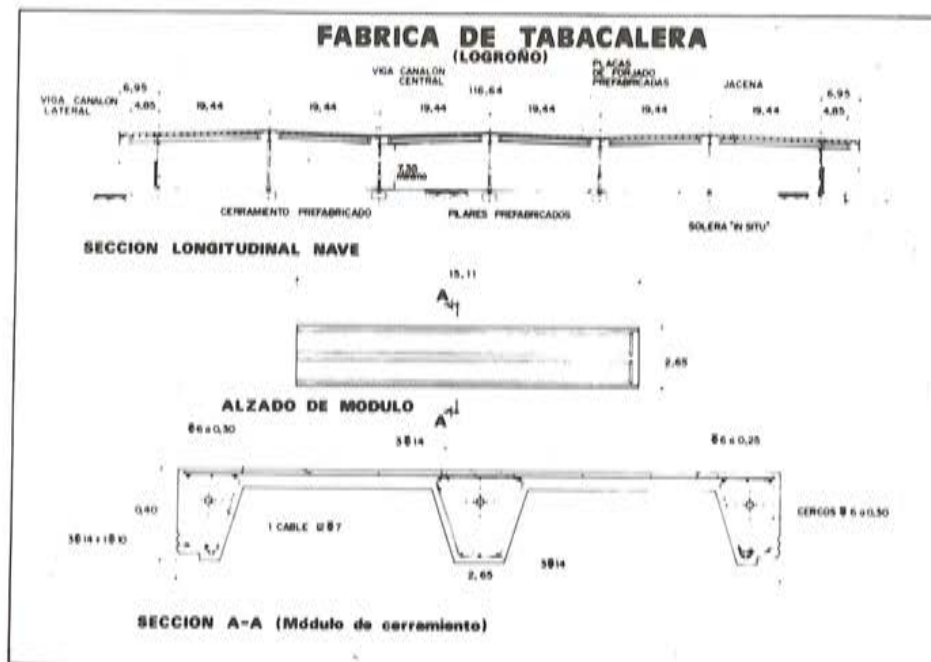 FABRICA DE TABACALERA
(LOGROÑO)
VIGA CANALON CENTRAL
PLACAS DE FORJADO PREFABRICADAS
JACENA
VIGA CANALON LATERAL
6,95
116,64
6,95
4,85
19,44
19,44
19,44
19,44
19,44
19,44
4,85
7,30
CERRAMIENTO PREFABRICADO
PILARES PREFABRICADOS
SOLERA "IN SITU"
SECCION LONGITUDINAL NAVE
15,11
A
2,65
ALZADO DE MODULO
A
Ø6 a 0,30
3Ø14
Ø6 a 0,25
0,40
1 CABLE 12Ø7
CERCOS Ø 6 a 0,30
3Ø14+1Ø10
2,65
3Ø14
SECCION A-A (Módulo de cerramiento)